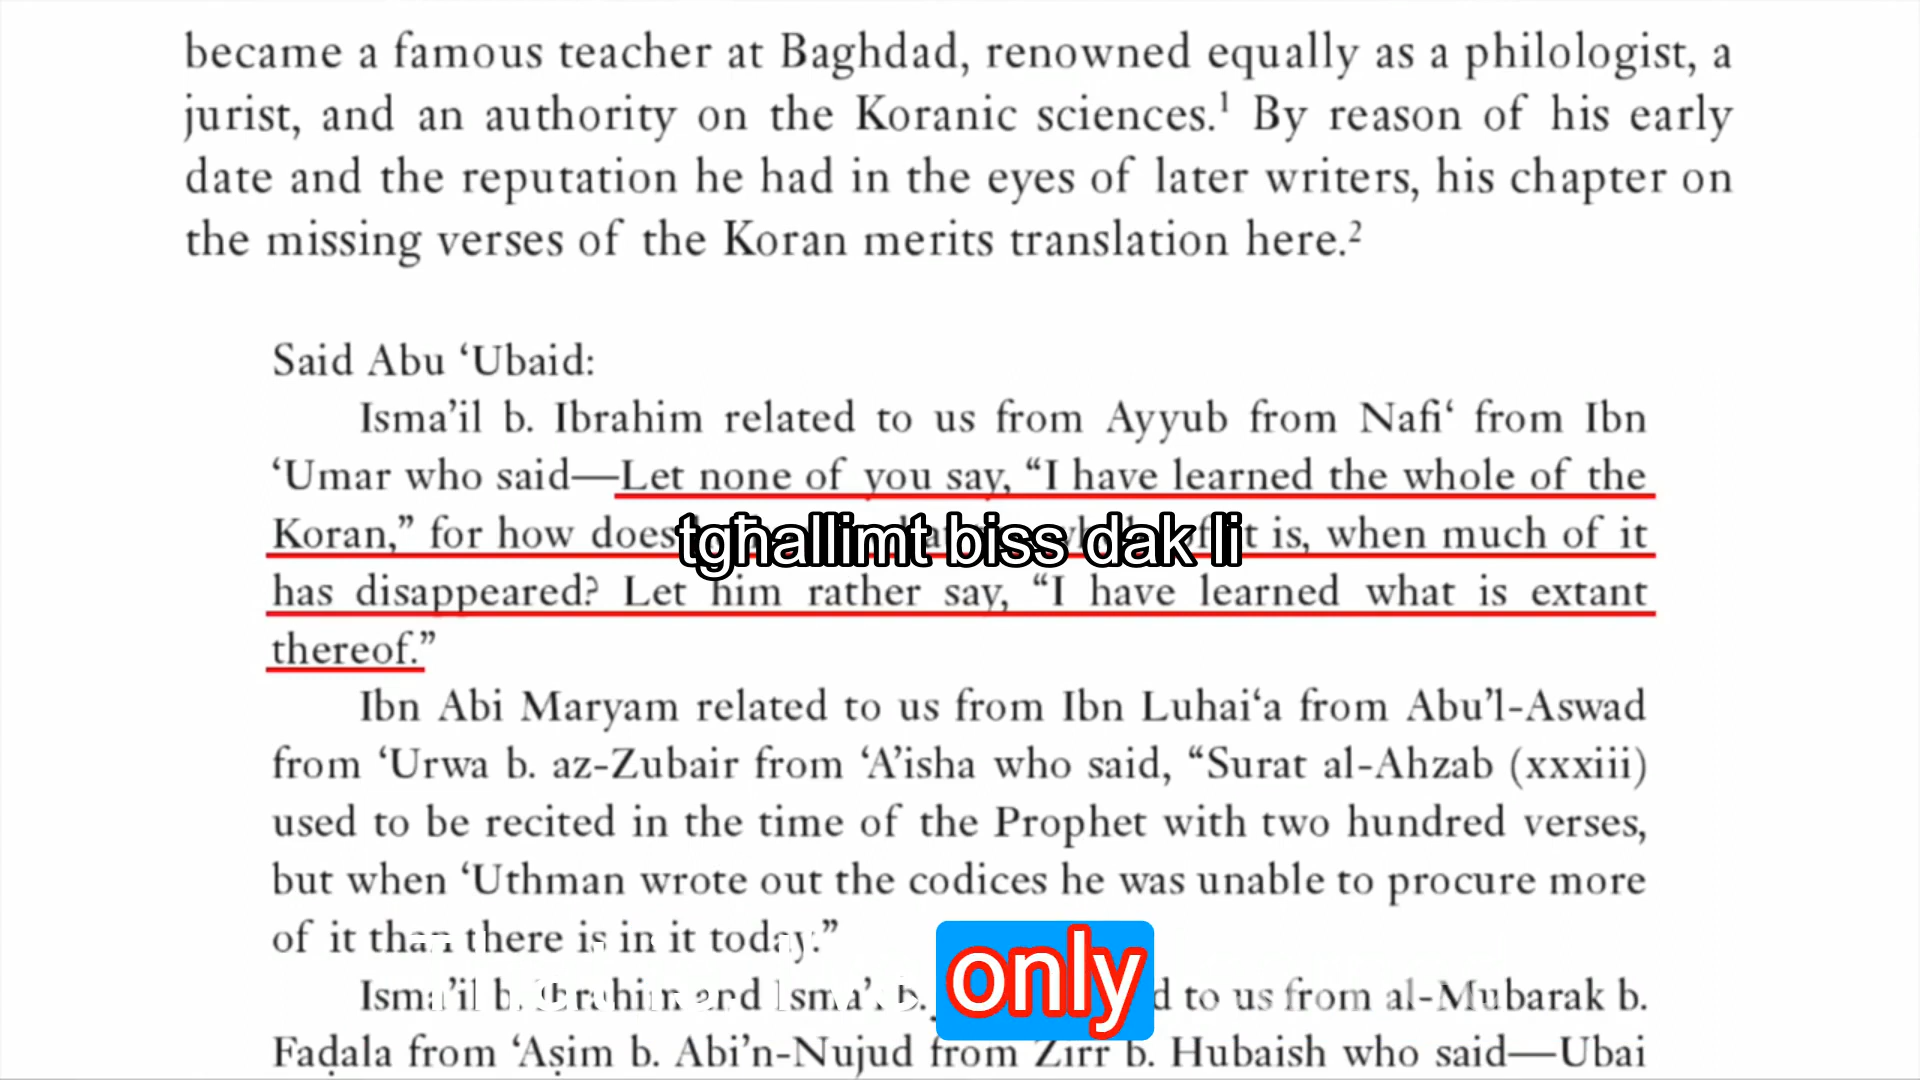 became a famous teacher at Baghdad, renowned equally as a philologist, a
jurist, and an authority on the Koranic sciences.¹ By reason of his early
date and the reputation he had in the eyes of later writers, his chapter on
the missing verses of the Koran merits translation here.²
Said Abu ‘Ubaid:
Isma’il b. Ibrahim related to us from Ayyub from Nafi‘ from Ibn
‘Umar who said—Let none of you say, “I have learned the whole of the
Koran,” for how does it is, when much of it
tgħallimt biss dak li
has disappeared? Let him rather say, “I have learned what is extant
thereof.”
Ibn Abi Maryam related to us from Ibn Luhai‘a from Abu’l-Aswad
from ‘Urwa b. az-Zubair from ‘A’isha who said, “Surat al-Ahzab (xxxiii)
used to be recited in the time of the Prophet with two hundred verses,
but when ‘Uthman wrote out the codices he was unable to procure more
of it than there is in it today.”
only
Isma’il b. Ibrahim and Isma’il b. to us from al-Mubarak b.
Faḍala from ‘Aṣim b. Abi’n-Nujud from Zirr b. Hubaish who said—Ubai